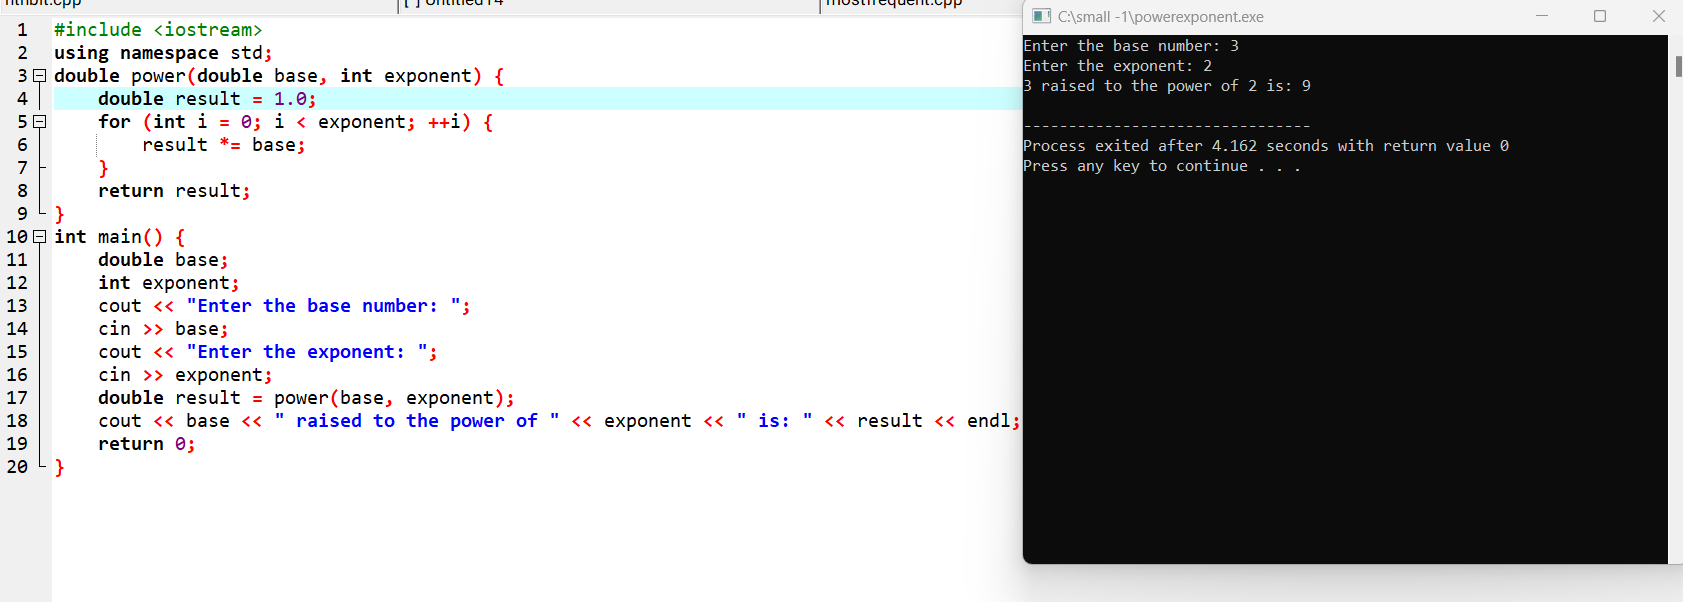 Untitled14
mostfrequent.cpp
1 #include <iostream>
2 using namespace std;
3 double power(double base, int exponent) {
4     double result = 1.0;
5     for (int i = 0; i < exponent; ++i) {
6         result *= base;
7     }
8     return result;
9 }
10 int main() {
11     double base;
12     int exponent;
13     cout << "Enter the base number: ";
14     cin >> base;
15     cout << "Enter the exponent: ";
16     cin >> exponent;
17     double result = power(base, exponent);
18     cout << base << " raised to the power of " << exponent << " is: " << result << endl;
19     return 0;
20 }
C:\small -1\powerexponent.exe
Enter the base number: 3
Enter the exponent: 2
3 raised to the power of 2 is: 9
--------------------------------
Process exited after 4.162 seconds with return value 0
Press any key to continue . . .